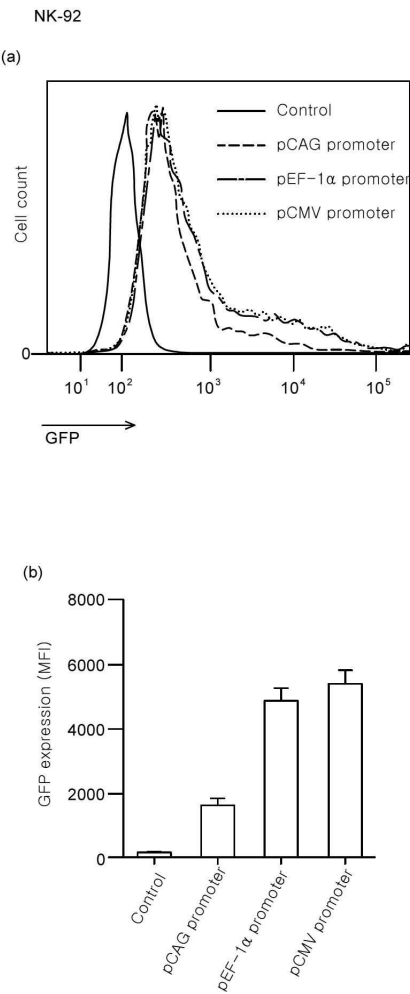 NK-92
(a)
Cell count
Control
pCAG promoter
pEF-1α promoter
pCMV promoter
0
10¹ 10² 10³ 10⁴ 10⁵
GFP
(b)
GFP expression (MFI)
8000
6000
4000
2000
0
Control
pCAG promoter
pEF-1α promoter
pCMV promoter